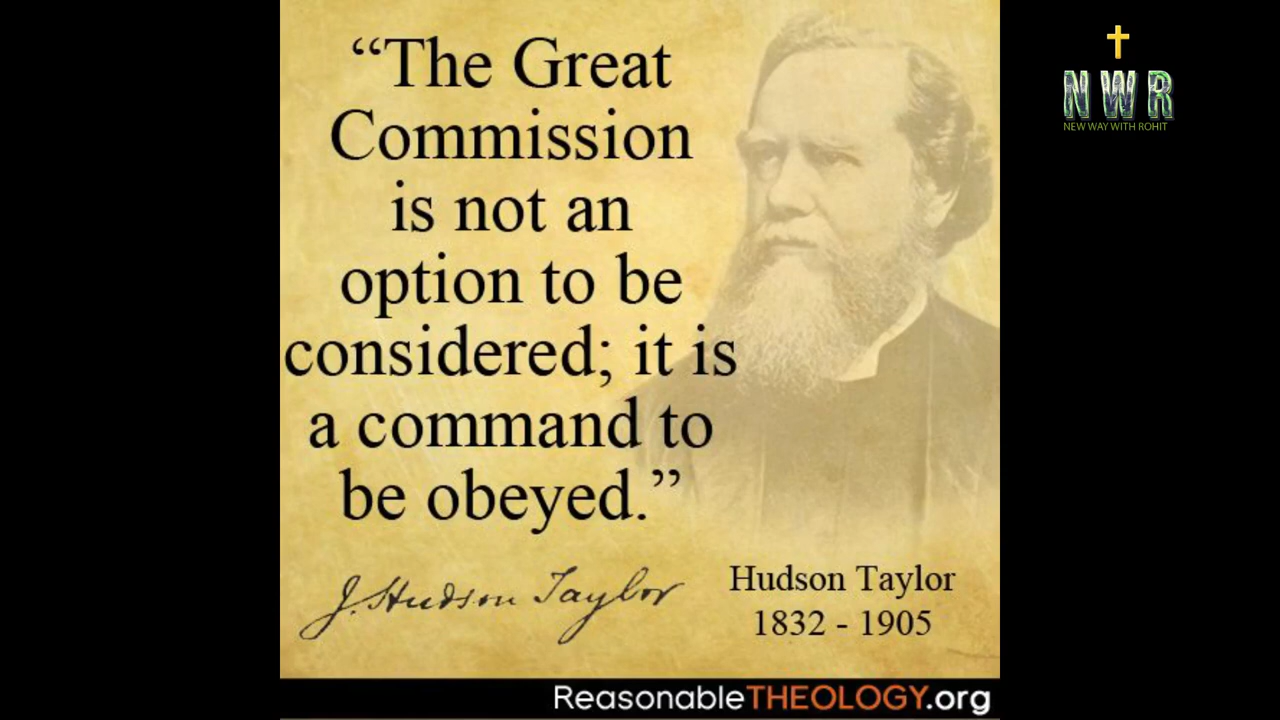 “The Great
Commission
is not an
option to be
considered; it is
a command to
be obeyed.”
J. Hudson Taylor
Hudson Taylor
1832 - 1905
ReasonableTHEOLOGY.org
NWR
NEW WAY WITH ROHIT